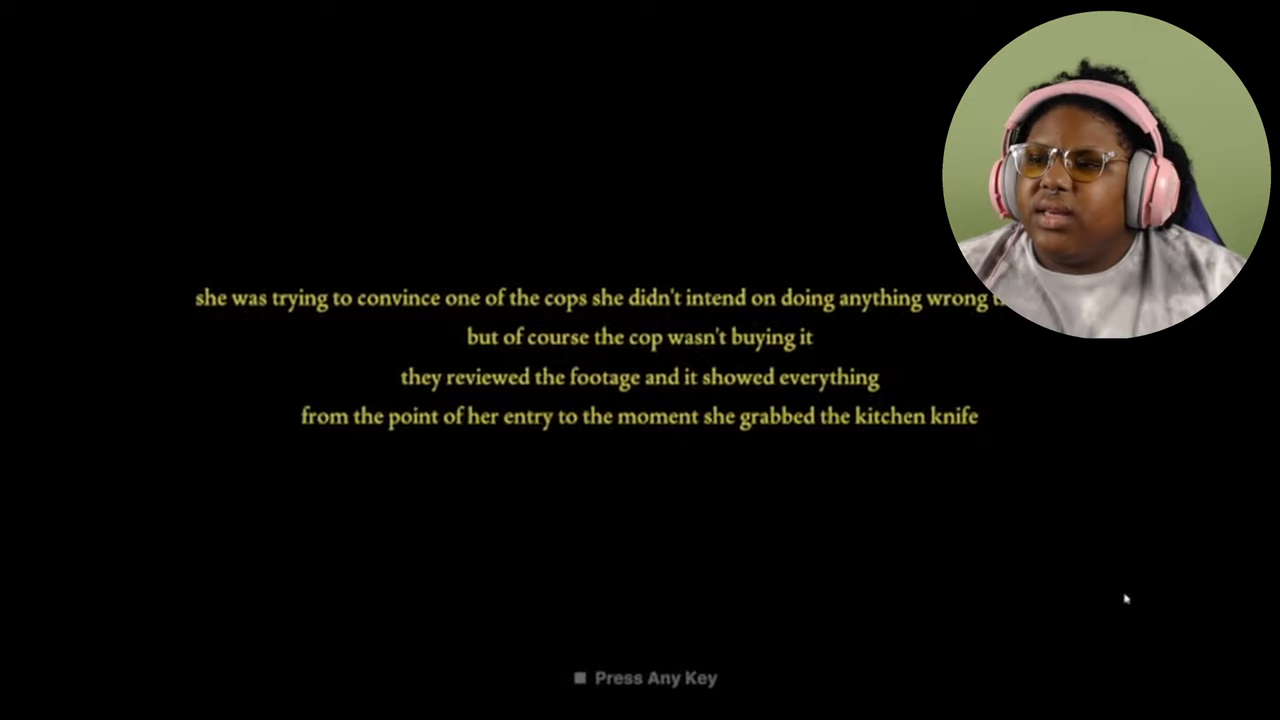 she was trying to convince one of the cops she didn't intend on doing anything wrong
but of course the cop wasn't buying it
they reviewed the footage and it showed everything
from the point of her entry to the moment she grabbed the kitchen knife
Press Any Key